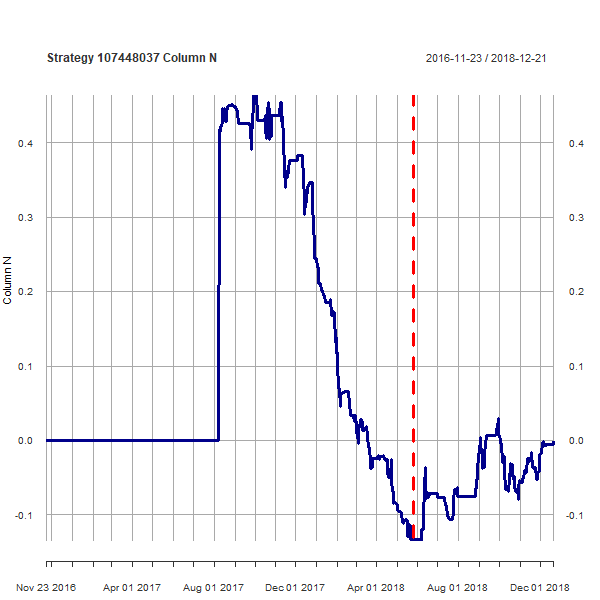 Strategy 107448037 Column N
2016-11-23 / 2018-12-21
Column N
0.4 0.4
0.3 0.3
0.2 0.2
0.1 0.1
0.0 0.0
-0.1 -0.1
Nov 23 2016 Apr 01 2017 Aug 01 2017 Dec 01 2017 Apr 01 2018 Aug 01 2018 Dec 01 2018